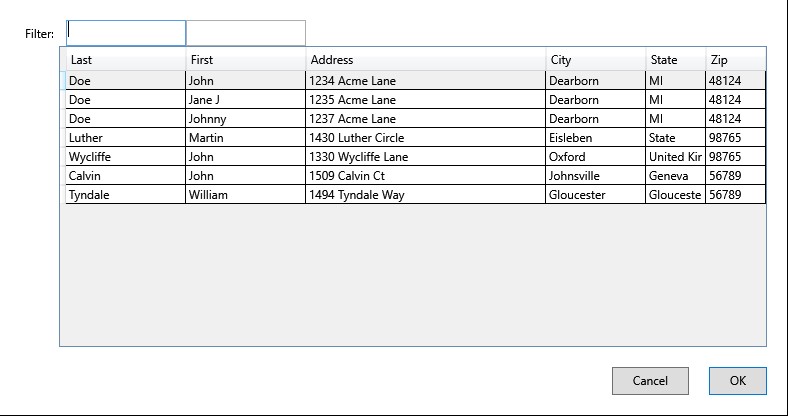 Filter:
Last First Address City State Zip
Doe John 1234 Acme Lane Dearborn MI 48124
Doe Jane J 1235 Acme Lane Dearborn MI 48124
Doe Johnny 1237 Acme Lane Dearborn MI 48124
Luther Martin 1430 Luther Circle Eisleben State 98765
Wycliffe John 1330 Wycliffe Lane Oxford United Kir 98765
Calvin John 1509 Calvin Ct Johnsville Geneva 56789
Tyndale William 1494 Tyndale Way Gloucester Glouceste 56789
Cancel OK